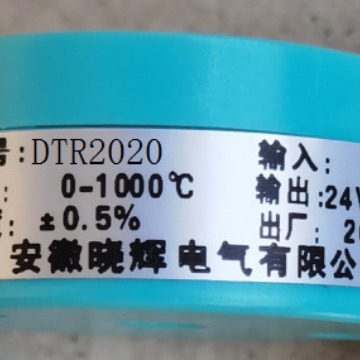 号: DTR2020 输入:
: 0-1000℃ 输出:24V
: ±0.5% 出厂: 20
安徽晓辉电气有限公